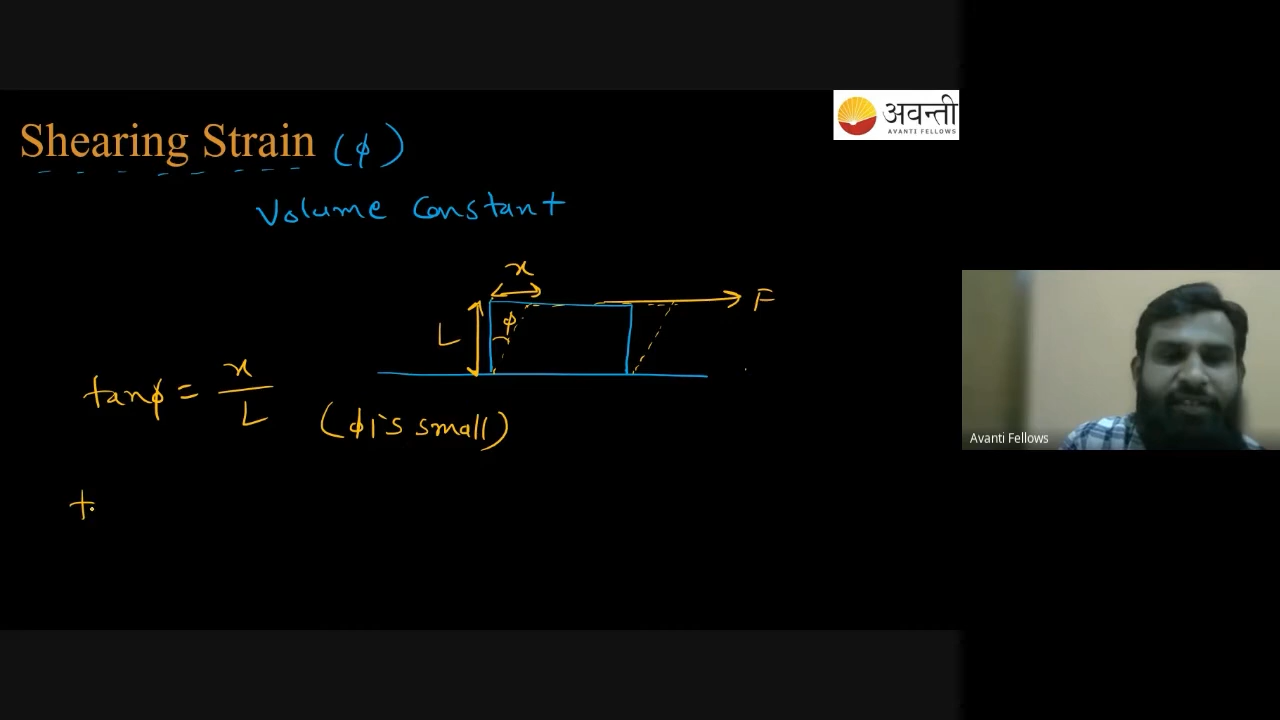 अवन्ती
AVANTI FELLOWS
Shearing Strain (ϕ)
Volume Constant
x
F
ϕ
L
tanϕ = x/L
(ϕ is small)
t
Avanti Fellows